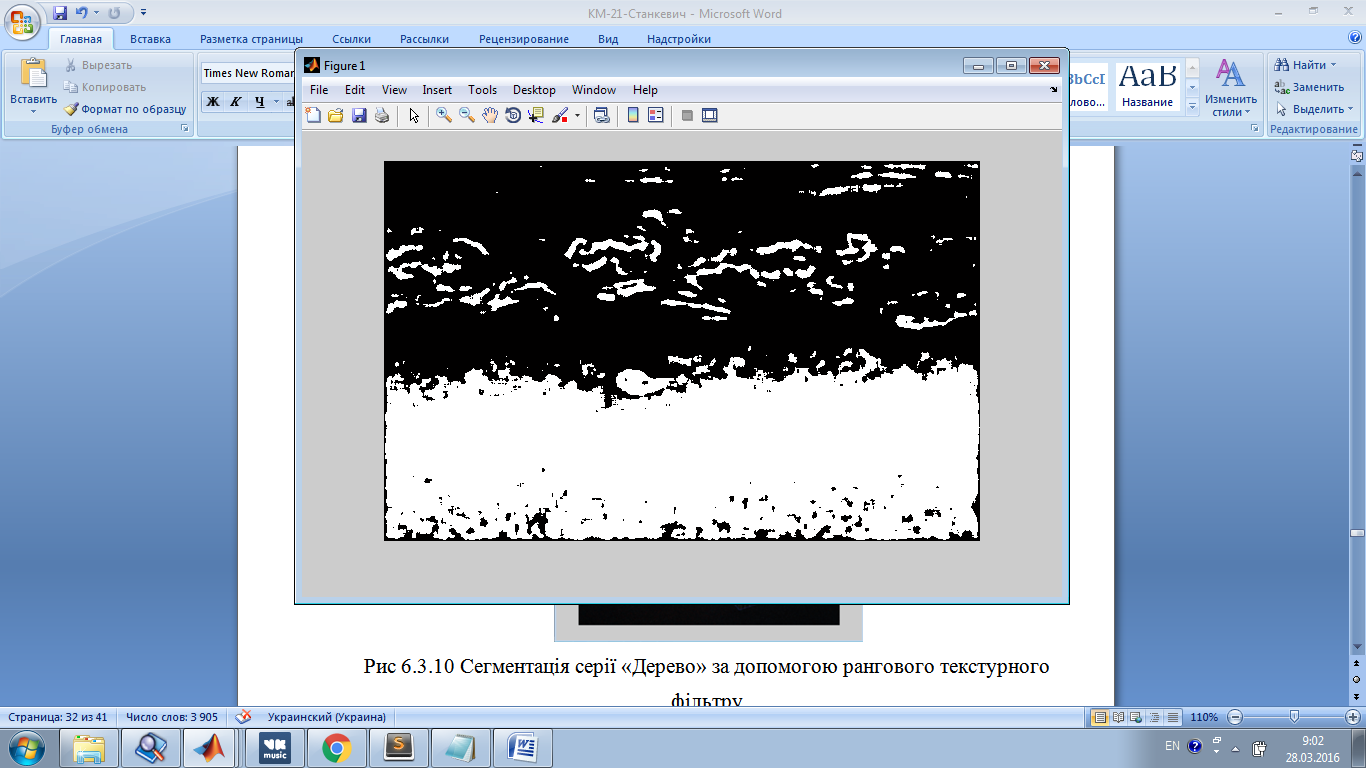 КМ-21-Станкевич - Microsoft Word
Главная Вставка Разметка страницы Ссылки Рассылки Рецензирование Вид Надстройки
Вставить
Вырезать
Копировать
Формат по образцу
Буфер обмена
Times New Roman
Ж К Ч
Figure 1
File Edit View Insert Tools Desktop Window Help
АаВ
Название
Изменить
стили
Найти
Заменить
Выделить
Редактирование
Рис 6.3.10 Сегментація серії «Дерево» за допомогою рангового текстурного
фільтру
Страница: 32 из 41 Число слов: 3 905 Украинский (Украина) 110%
VK
music
EN
9:02
28.03.2016